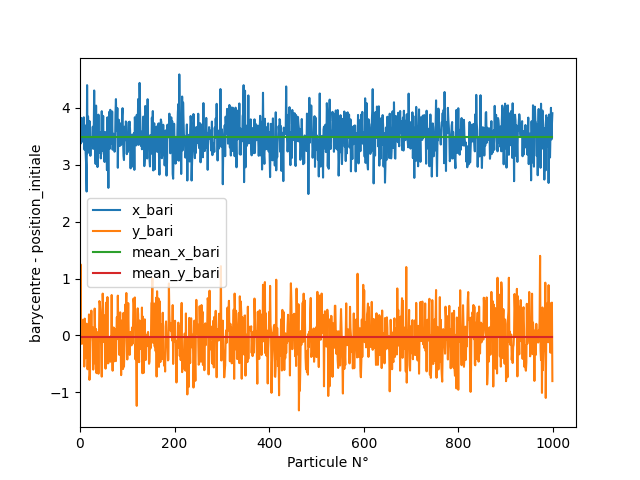 barycentre - position_initiale
4
3
2
1
0
−1
x_bari
y_bari
mean_x_bari
mean_y_bari
0 200 400 600 800 1000
Particule N°